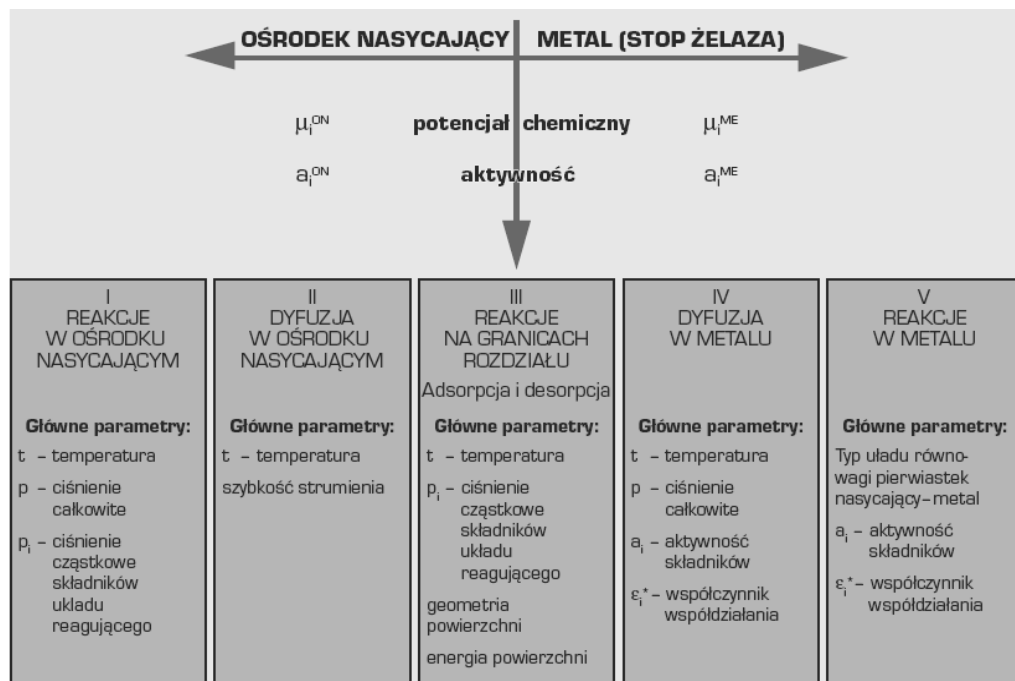 OŚRODEK NASYCAJĄCY METAL (STOP ŻELAZA)
μᵢᴼᴺ potencjał chemiczny μᵢᴹᴱ
aᵢᴼᴺ aktywność aᵢᴹᴱ
I
REAKCJE
W OŚRODKU
NASYCAJĄCYM
Główne parametry:
t – temperatura
p – ciśnienie
całkowite
pᵢ – ciśnienie
cząstkowe
składników
ukladu
reagującego
II
DYFUZJA
W OŚRODKU
NASYCAJĄCYM
Główne parametry:
t – temperatura
szybkość strumienia
III
REAKCJE
NA GRANICACH
ROZDZIAŁU
Adsorpcja i desorpcja
Główne parametry:
t – temperatura
pᵢ – ciśnienie
cząstkowe
składników
układu
reagującego
geometria
powierzchni
energia powierzchni
IV
DYFUZJA
W METALU
Główne parametry:
t – temperatura
p – ciśnienie
całkowite
aᵢ – aktywność
składników
εᵢ* – współczynnik
współdziałania
V
REAKCJE
W METALU
Główne parametry:
Typ uładu równo-
wagi pierwiastek
nasycający–metal
aᵢ – aktywność
składników
εᵢ* – współczynnik
współdziałania